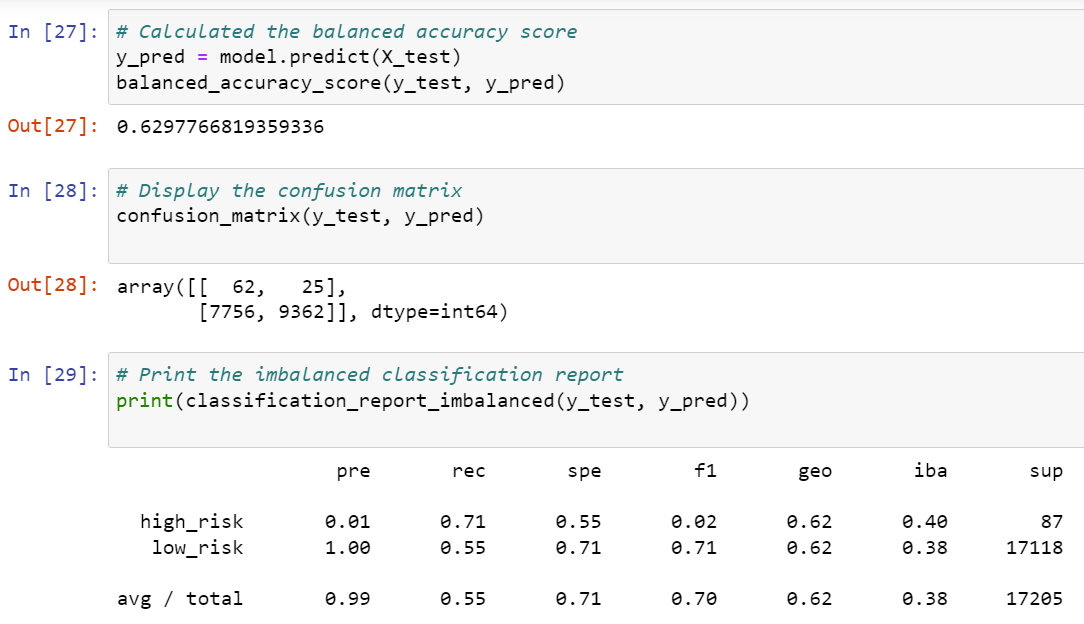 In [27]: # Calculated the balanced accuracy score
y_pred = model.predict(X_test)
balanced_accuracy_score(y_test, y_pred)
Out[27]: 0.6297766819359336
In [28]: # Display the confusion matrix
confusion_matrix(y_test, y_pred)
Out[28]: array([[  62,   25],
       [7756, 9362]], dtype=int64)
In [29]: # Print the imbalanced classification report
print(classification_report_imbalanced(y_test, y_pred))
pre rec spe f1 geo iba sup
high_risk 0.01 0.71 0.55 0.02 0.62 0.40 87
low_risk 1.00 0.55 0.71 0.71 0.62 0.38 17118
avg / total 0.99 0.55 0.71 0.70 0.62 0.38 17205